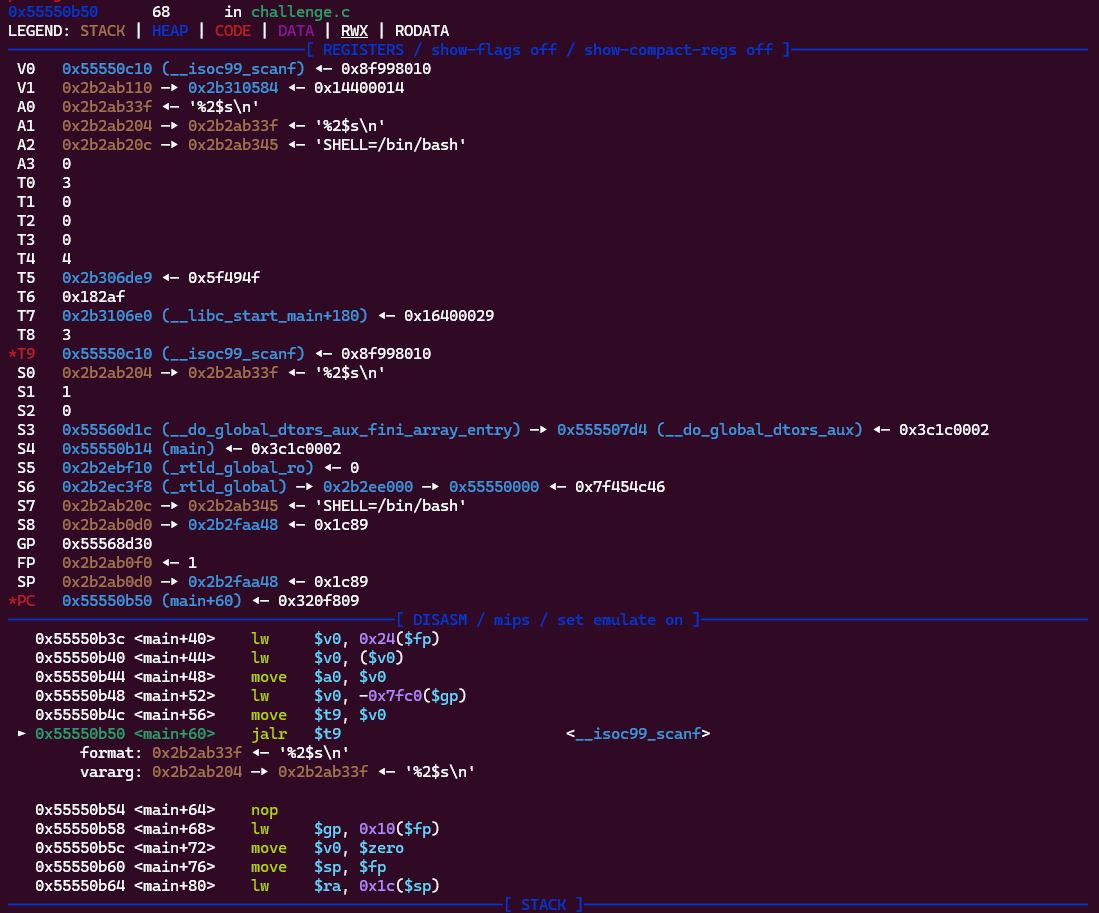 0x55550b50      68      in challenge.c
LEGEND: STACK | HEAP | CODE | DATA | RWX | RODATA
[ REGISTERS / show-flags off / show-compact-regs off ]
V0   0x55550c10 (__isoc99_scanf) ◂— 0x8f998010
V1   0x2b2ab110 —▸ 0x2b310584 ◂— 0x14400014
A0   0x2b2ab33f ◂— '%2$s\n'
A1   0x2b2ab204 —▸ 0x2b2ab33f ◂— '%2$s\n'
A2   0x2b2ab20c —▸ 0x2b2ab345 ◂— 'SHELL=/bin/bash'
A3   0
T0   3
T1   0
T2   0
T3   0
T4   4
T5   0x2b306de9 ◂— 0x5f494f
T6   0x182af
T7   0x2b3106e0 (__libc_start_main+180) ◂— 0x16400029
T8   3
*T9   0x55550c10 (__isoc99_scanf) ◂— 0x8f998010
S0   0x2b2ab204 —▸ 0x2b2ab33f ◂— '%2$s\n'
S1   1
S2   0
S3   0x55560d1c (__do_global_dtors_aux_fini_array_entry) —▸ 0x555507d4 (__do_global_dtors_aux) ◂— 0x3c1c0002
S4   0x55550b14 (main) ◂— 0x3c1c0002
S5   0x2b2ebf10 (_rtld_global_ro) ◂— 0
S6   0x2b2ec3f8 (_rtld_global) —▸ 0x2b2ee000 —▸ 0x55550000 ◂— 0x7f454c46
S7   0x2b2ab20c —▸ 0x2b2ab345 ◂— 'SHELL=/bin/bash'
S8   0x2b2ab0d0 —▸ 0x2b2faa48 ◂— 0x1c89
GP   0x55568d30
FP   0x2b2ab0f0 ◂— 1
SP   0x2b2ab0d0 —▸ 0x2b2faa48 ◂— 0x1c89
*PC   0x55550b50 (main+60) ◂— 0x320f809
[ DISASM / mips / set emulate on ]
0x55550b3c <main+40>    lw     $v0, 0x24($fp)
0x55550b40 <main+44>    lw     $v0, ($v0)
0x55550b44 <main+48>    move   $a0, $v0
0x55550b48 <main+52>    lw     $v0, -0x7fc0($gp)
0x55550b4c <main+56>    move   $t9, $v0
► 0x55550b50 <main+60>    jalr   $t9                         <__isoc99_scanf>
format: 0x2b2ab33f ◂— '%2$s\n'
vararg: 0x2b2ab204 —▸ 0x2b2ab33f ◂— '%2$s\n'
0x55550b54 <main+64>    nop
0x55550b58 <main+68>    lw     $gp, 0x10($fp)
0x55550b5c <main+72>    move   $v0, $zero
0x55550b60 <main+76>    move   $sp, $fp
0x55550b64 <main+80>    lw     $ra, 0x1c($sp)
[ STACK ]